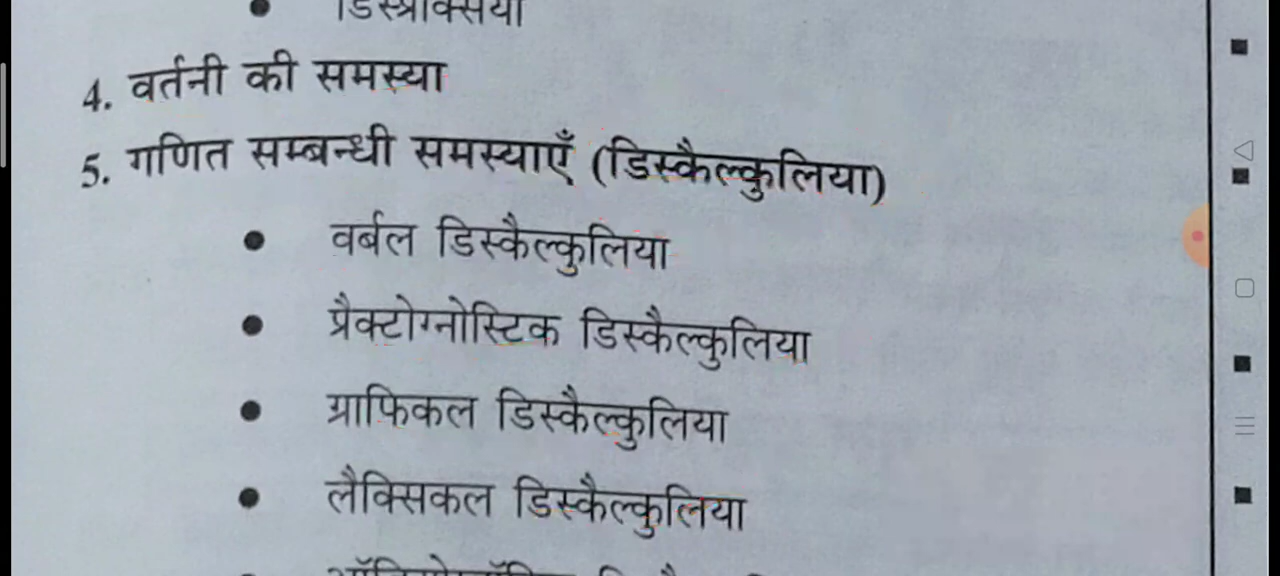 • डिस्प्रैक्सिया
4. वर्तनी की समस्या
5. गणित सम्बन्धी समस्याएँ (डिस्कैल्कुलिया)
• वर्बल डिस्कैल्कुलिया
• प्रैक्टोग्नोस्टिक डिस्कैल्कुलिया
• ग्राफिकल डिस्कैल्कुलिया
• लैक्सिकल डिस्कैल्कुलिया